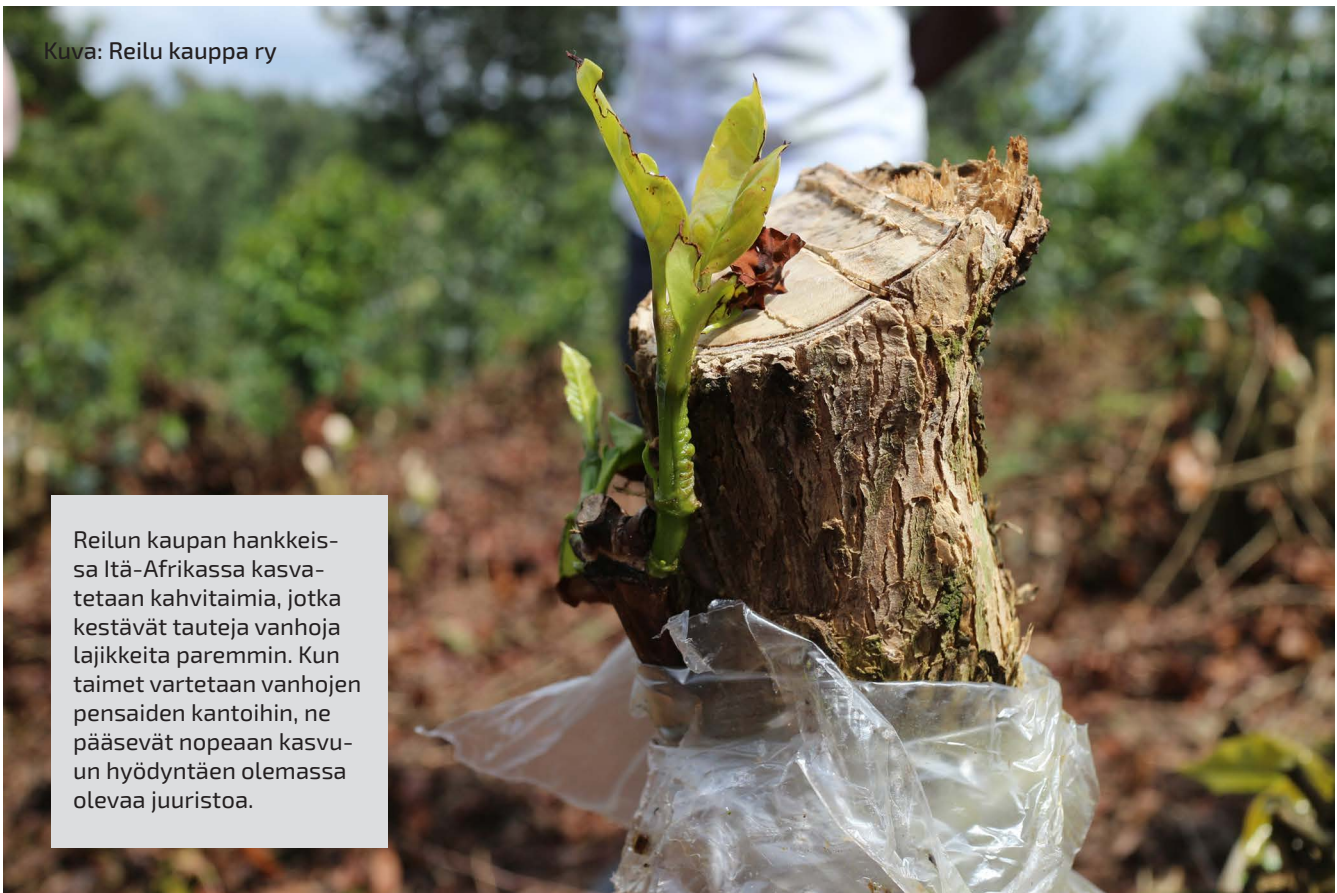 Kuva: Reilu kauppa ry
Reilun kaupan hankkeis-
sa Itä-Afrikassa kasva-
tetaan kahvitaimia, jotka
kestävät tauteja vanhoja
lajikkeita paremmin. Kun
taimet vartetaan vanhojen
pensaiden kantoihin, ne
pääsevät nopeaan kasvu-
un hyödyntäen olemassa
olevaa juuristoa.